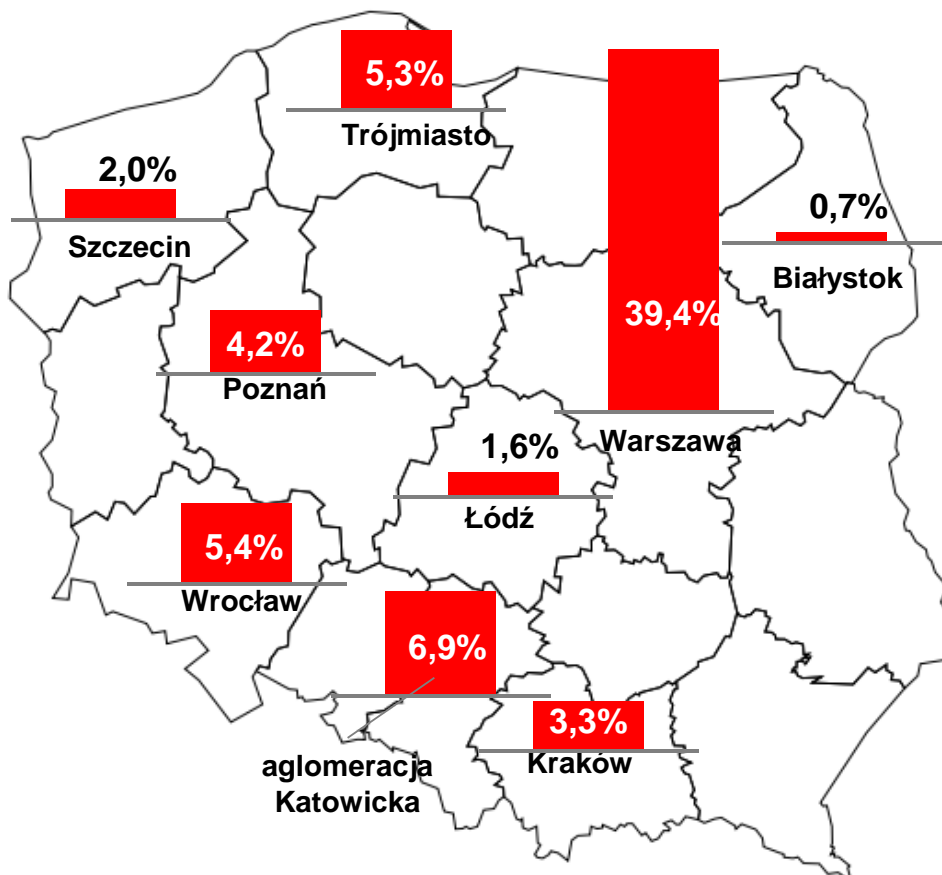 5,3%
Trójmiasto
2,0%
Szczecin
0,7%
Białystok
39,4%
Warszawa
4,2%
Poznań
1,6%
Łódź
5,4%
Wrocław
6,9%
aglomeracja
Katowicka
3,3%
Kraków